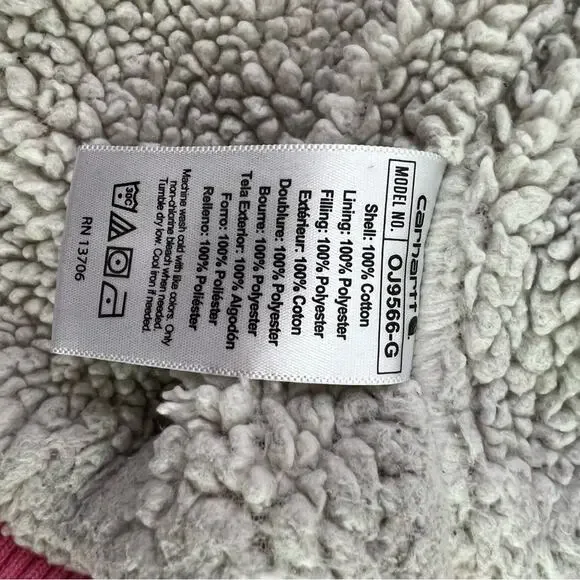 carhartt
MODEL NO. OJ9566-G
Shell: 100% Cotton
Lining: 100% Polyester
Filling: 100% Polyester
Extérieur: 100% Coton
Doublure: 100% Polyester
Bourre: 100% Polyester
Tela Exterior: 100% Algodón
Forro: 100% Poliéster
Relleno: 100% Poliéster
Machine wash cold with like colors. Only
non-chlorine bleach when needed.
Tumble dry low. Cool iron if needed.
30C
RN 13706